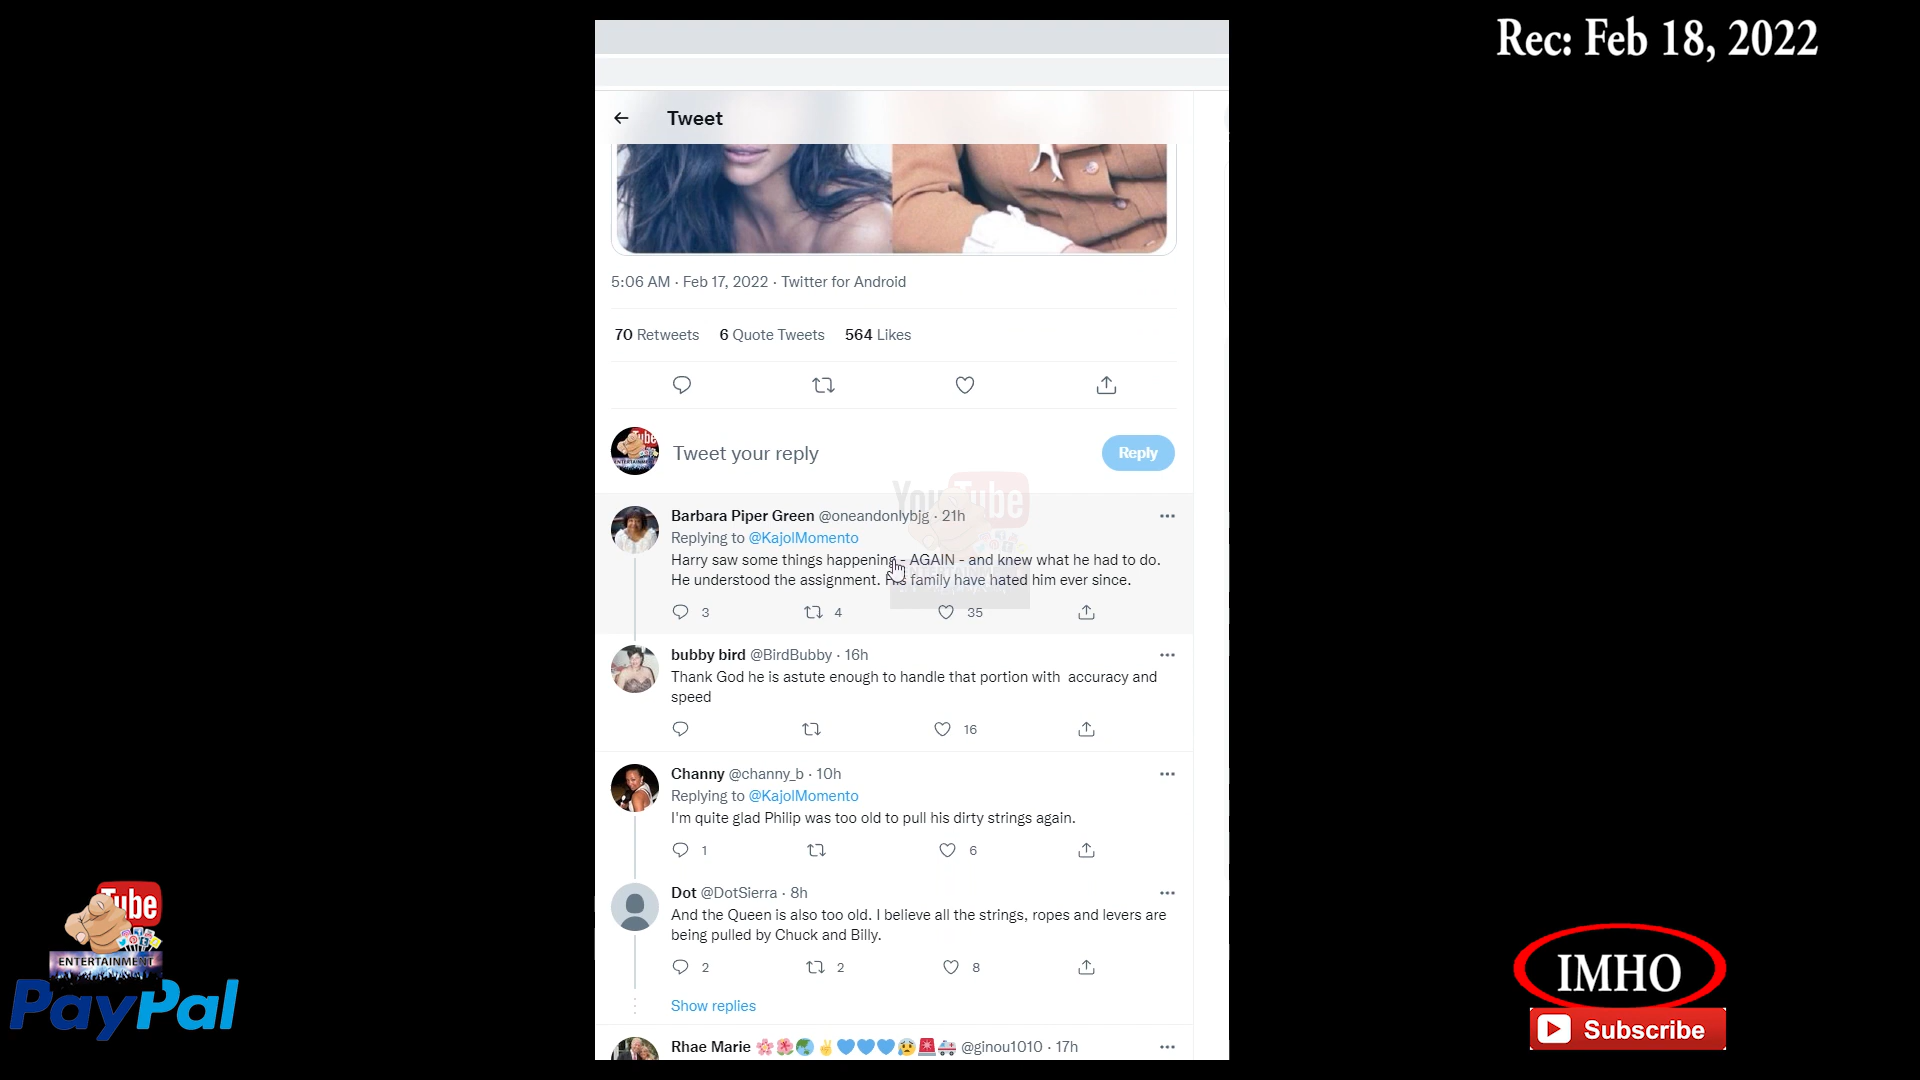 Rec: Feb 18, 2022
Tweet
5:06 AM · Feb 17, 2022 · Twitter for Android
70 Retweets 6 Quote Tweets 564 Likes
Tweet your reply
Reply
YouTube
Barbara Piper Green @oneandonlybjg · 21h
Replying to @KajolMomento
Harry saw some things happening - AGAIN - and knew what he had to do.
He understood the assignment. His family have hated him ever since.
3 4 35
bubby bird @BirdBubby · 16h
Thank God he is astute enough to handle that portion with accuracy and
speed
16
Channy @channy_b · 10h
Replying to @KajolMomento
I'm quite glad Philip was too old to pull his dirty strings again.
1 6
Dot @DotSierra · 8h
And the Queen is also too old. I believe all the strings, ropes and levers are
being pulled by Chuck and Billy.
2 2 8
Show replies
Rhae Marie 🌸🌺🌏✌💙💙💙😰🚨🚑 @ginou1010 · 17h
Tube
ENTERTAINMENT
PayPal
IMHO
Subscribe